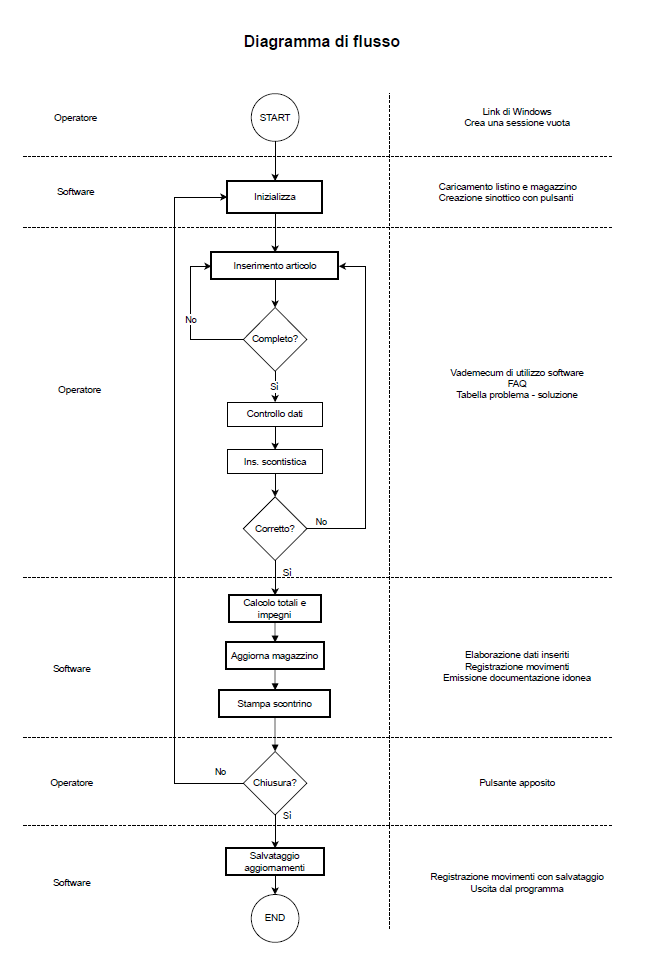 Diagramma di flusso
Operatore
START
Link di Windows
Crea una sessione vuota
Software
Inizializza
Caricamento listino e magazzino
Creazione sinottico con pulsanti
Inserimento articolo
No
Completo?
Sì
Operatore
Vademecum di utilizzo software
FAQ
Tabella problema - soluzione
Controllo dati
Ins. scontistica
Corretto?
No
Sì
Calcolo totali e
impegni
Software
Aggiorna magazzino
Elaborazione dati inseriti
Registrazione movimenti
Emissione documentazione idonea
Stampa scontrino
Operatore
No
Chiusura?
Sì
Pulsante apposito
Software
Salvataggio
aggiornamenti
Registrazione movimenti con salvataggio
Uscita dal programma
END